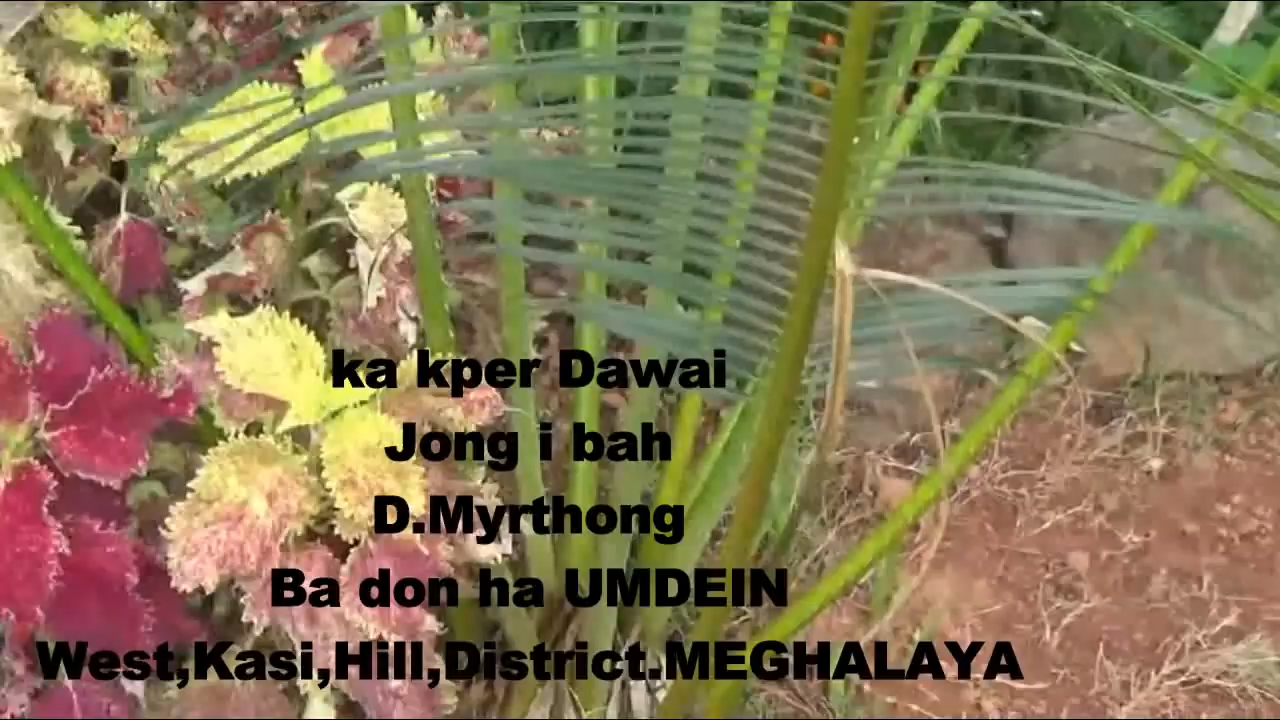 ka kper Dawai
Jong i bah
D.Myrthong
Ba don ha UMDEIN
West,Kasi,Hill,District.MEGHALAYA